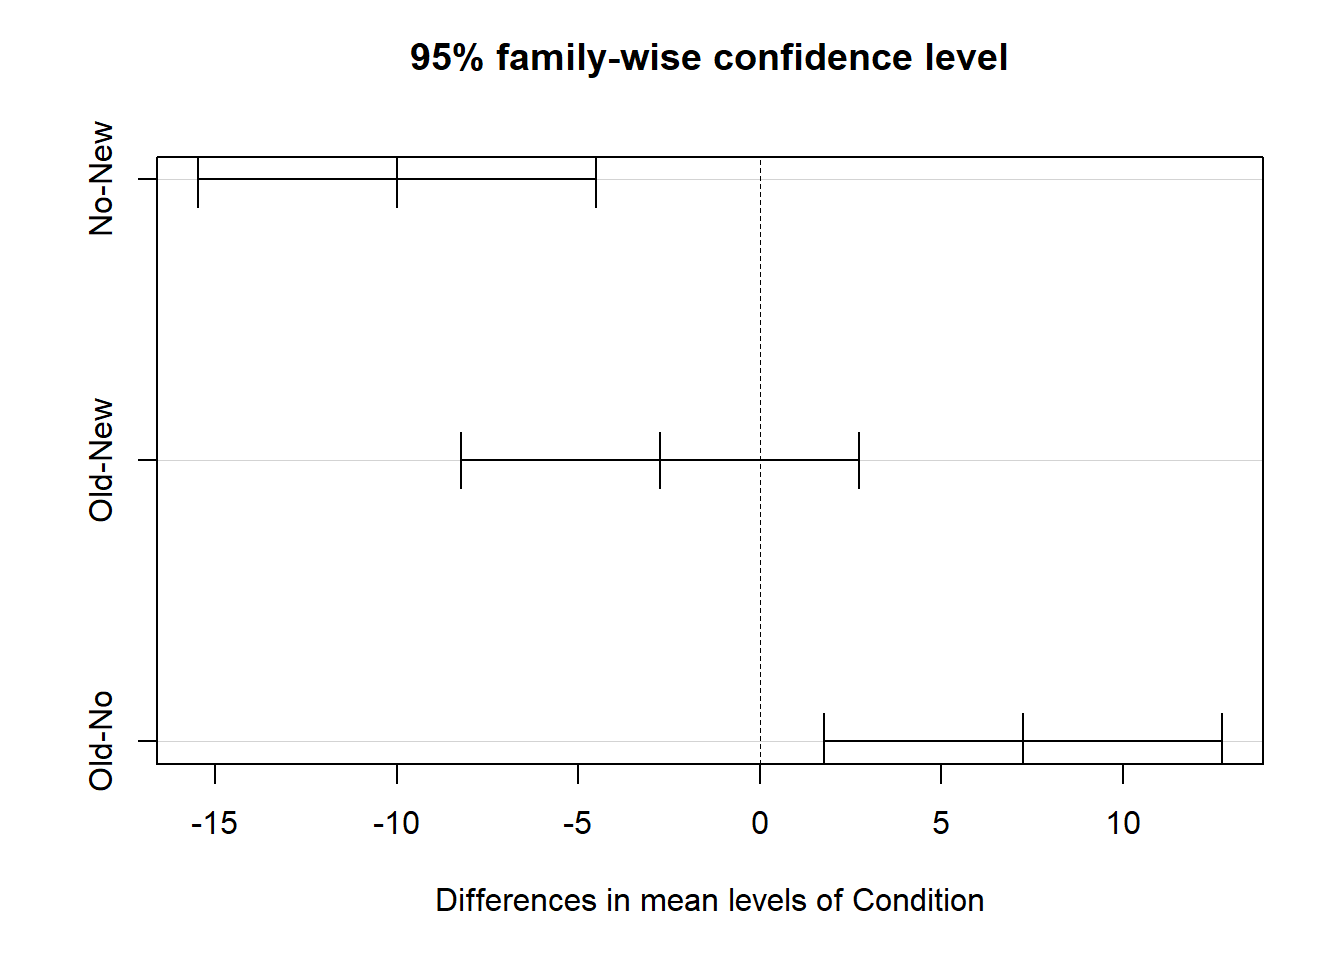 95% family-wise confidence level
No-New
Old-New
Old-No
-15 -10 -5 0 5 10
Differences in mean levels of Condition